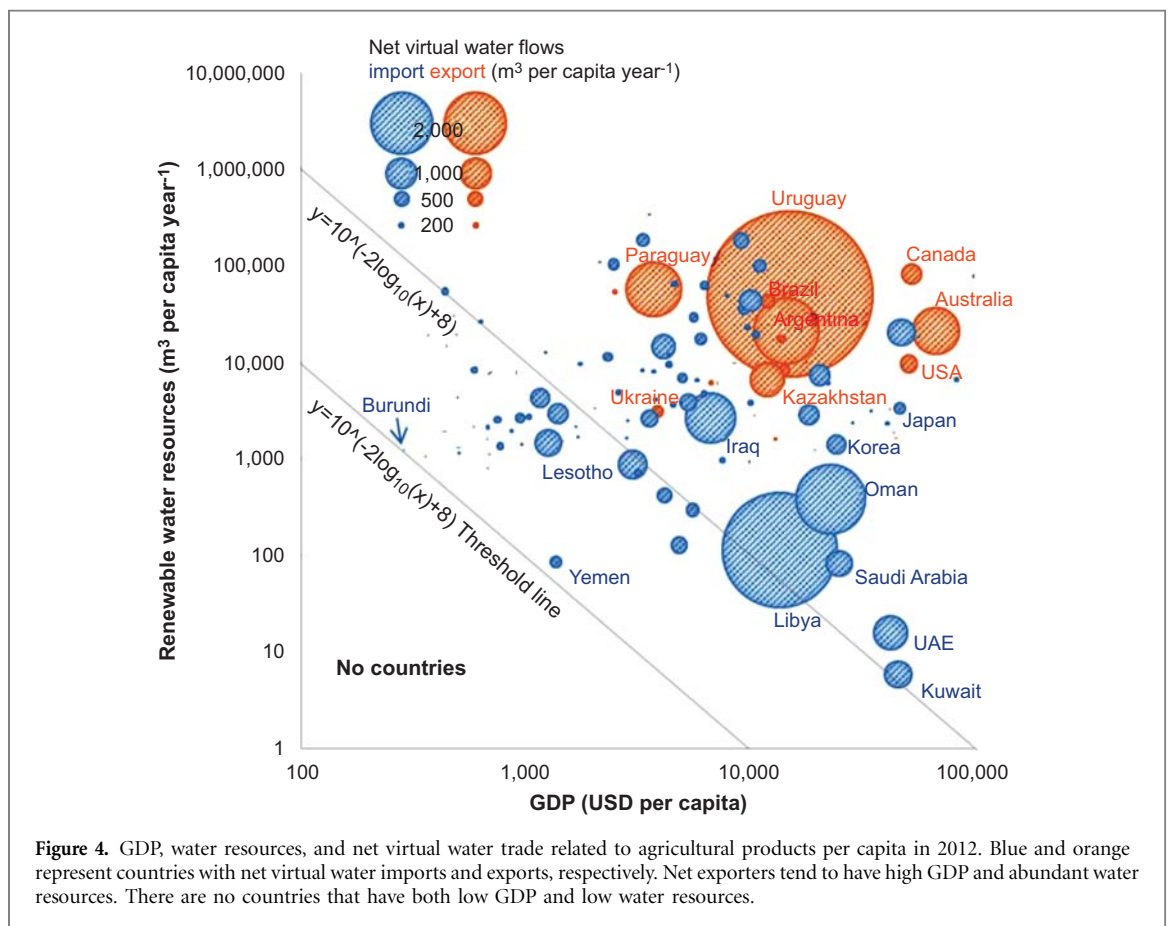 Net virtual water flows
import export (m³ per capita year⁻¹)
2,000
1,000
500
200
Renewable water resources (m³ per capita year⁻¹)
10,000,000
1,000,000
100,000
10,000
1,000
100
10
1
y=10^(-2log₁₀(x)+8)
y=10^(-2log₁₀(x)+8) Threshold line
Uruguay
Paraguay
Canada
Brazil
Australia
Argentina
USA
Ukraine
Kazakhstan
Burundi
Japan
Iraq
Korea
Lesotho
Oman
Yemen
Saudi Arabia
Libya
UAE
Kuwait
No countries
100
1,000
10,000
100,000
GDP (USD per capita)
Figure 4. GDP, water resources, and net virtual water trade related to agricultural products per capita in 2012. Blue and orange
represent countries with net virtual water imports and exports, respectively. Net exporters tend to have high GDP and abundant water
resources. There are no countries that have both low GDP and low water resources.